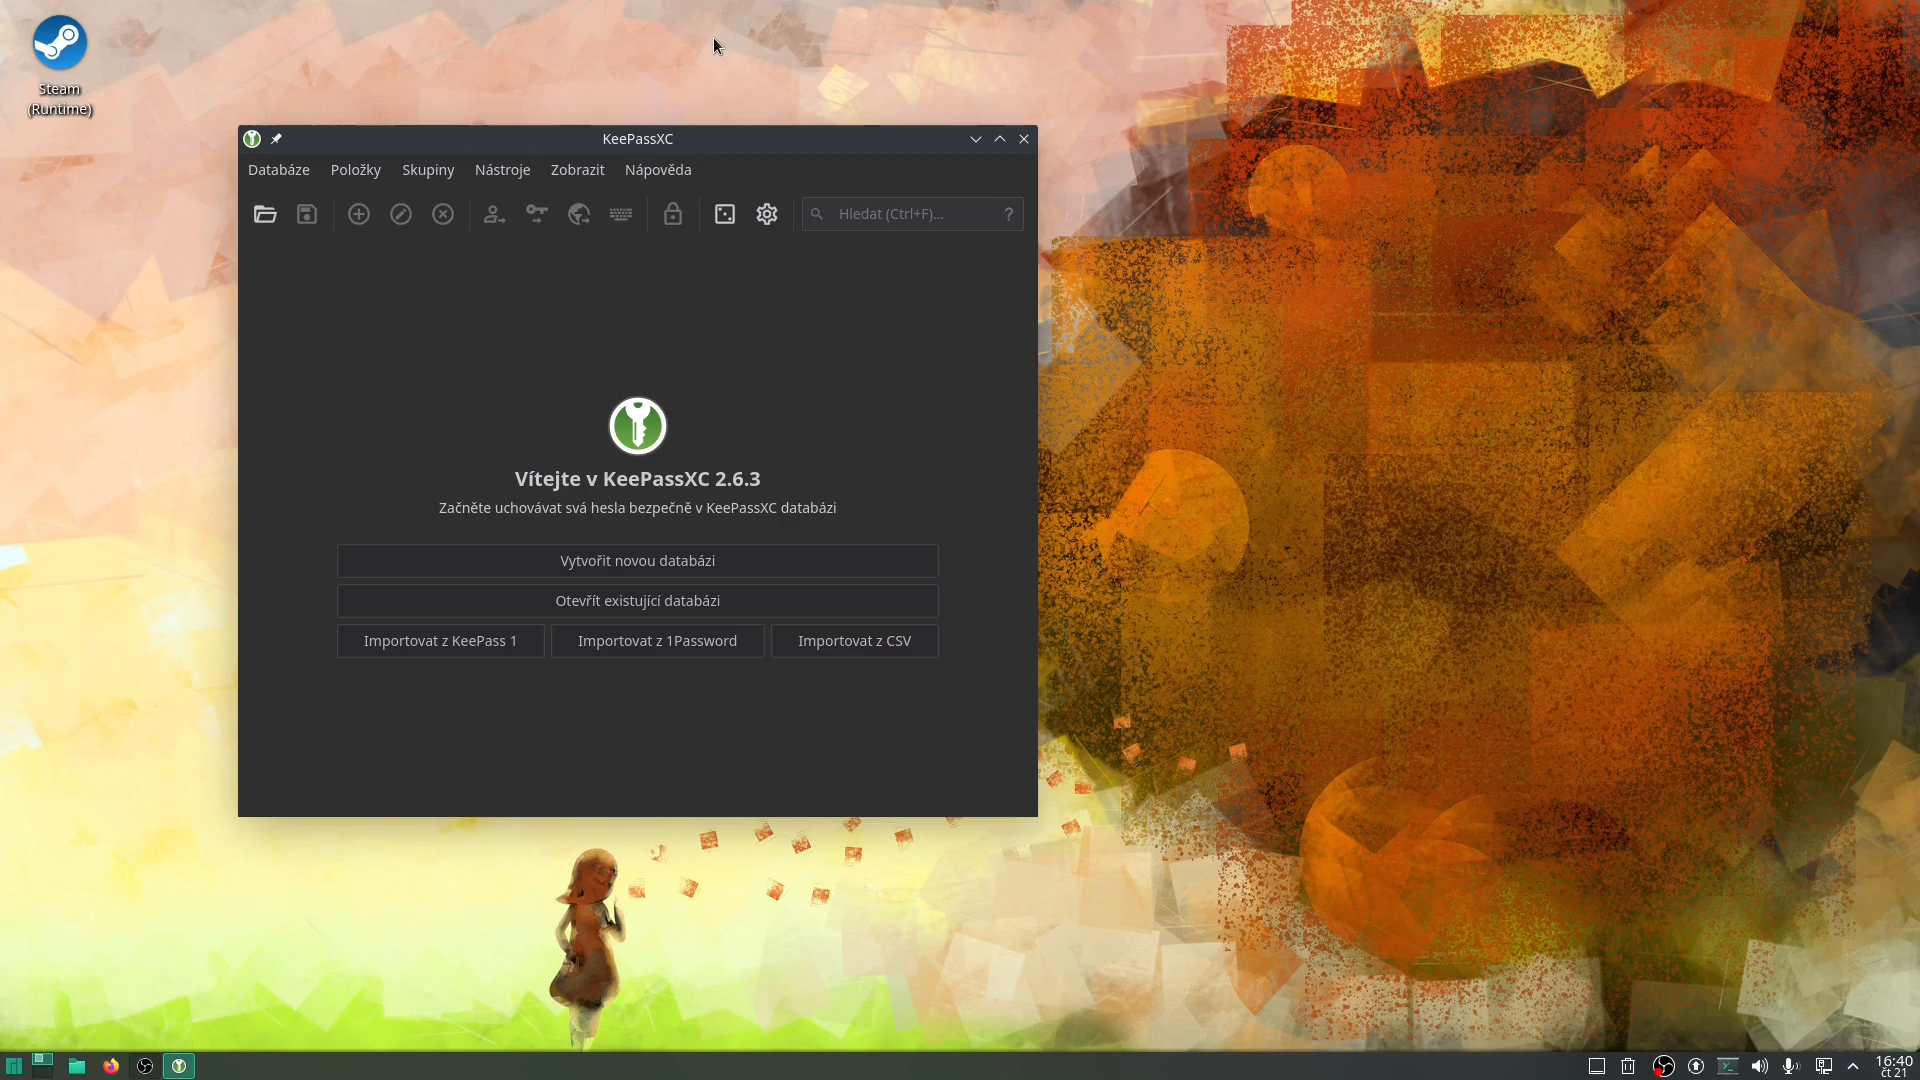 Steam
(Runtime)
KeePassXC
Databáze Položky Skupiny Nástroje Zobrazit Nápověda
Hledat (Ctrl+F)... ?
Vítejte v KeePassXC 2.6.3
Začněte uchovávat svá hesla bezpečně v KeePassXC databázi
Vytvořit novou databázi
Otevřít existující databázi
Importovat z KeePass 1 Importovat z 1Password Importovat z CSV
16:40
čt 21